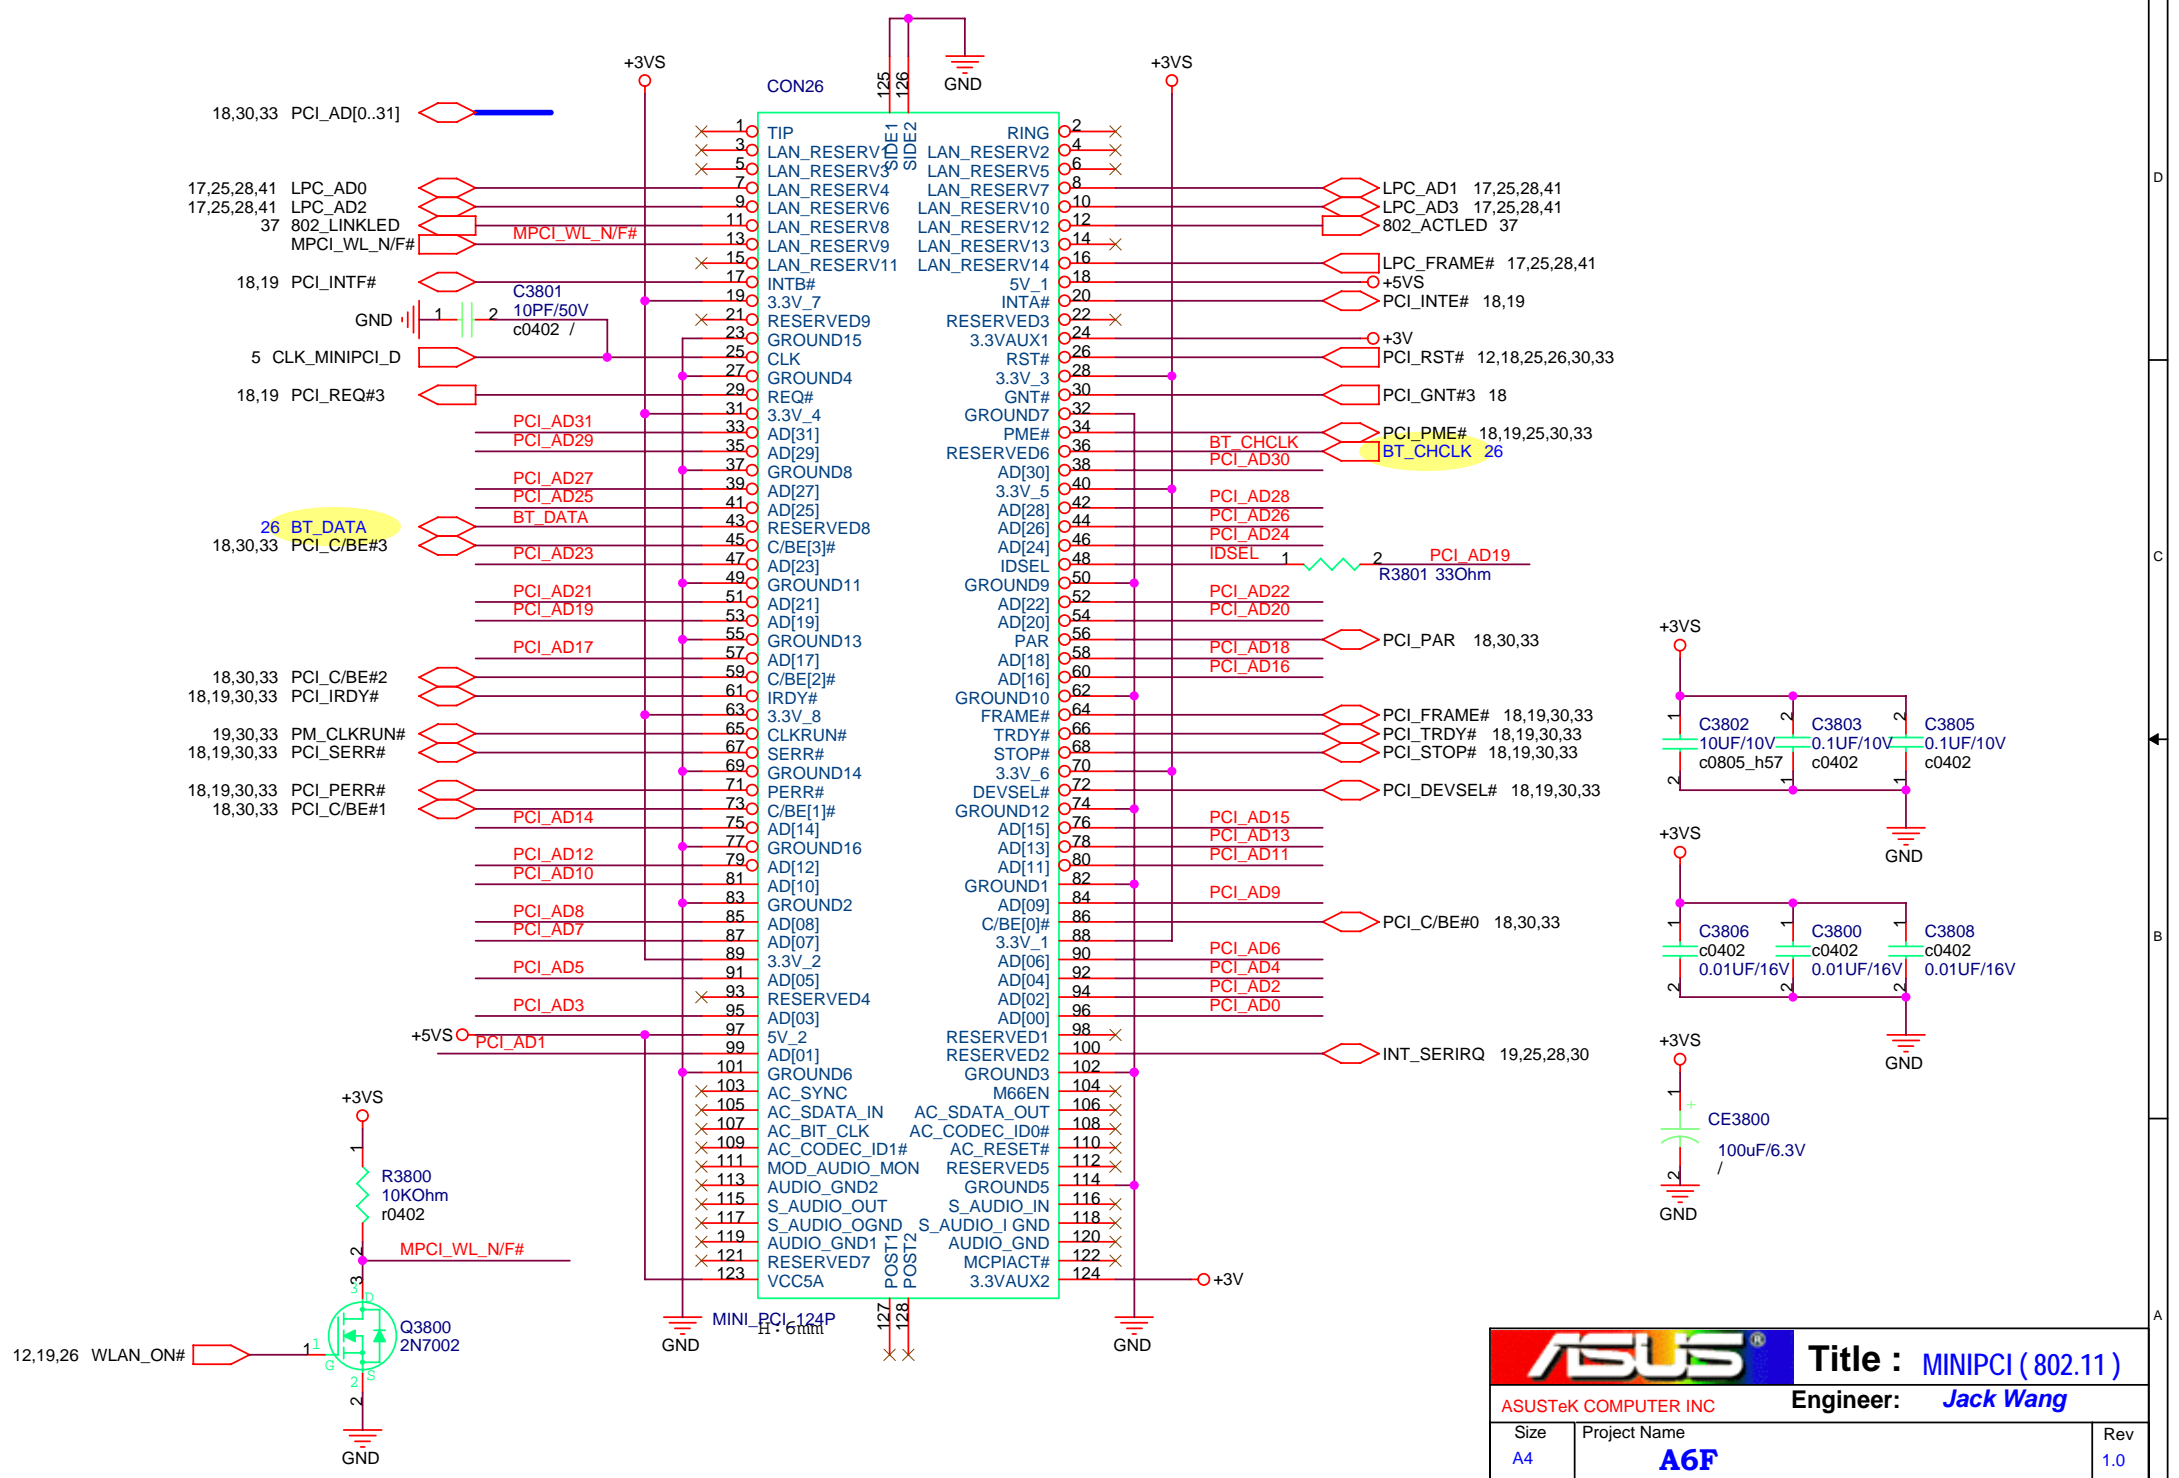 +3VS
CON26
125
126
GND
+3VS
18,30,33 PCI_AD[0..31]
SIDE1
SIDE2
1 TIP RING 2
3 LAN_RESERV1 LAN_RESERV2 4
5 LAN_RESERV3 LAN_RESERV5 6
17,25,28,41 LPC_AD0 7 LAN_RESERV4 LAN_RESERV7 8 LPC_AD1 17,25,28,41
17,25,28,41 LPC_AD2 9 LAN_RESERV6 LAN_RESERV10 10 LPC_AD3 17,25,28,41
37 802_LINKLED 11 LAN_RESERV8 LAN_RESERV12 12 802_ACTLED 37
MPCI_WL_N/F# MPCI_WL_N/F# 13 LAN_RESERV9 LAN_RESERV13 14
15 LAN_RESERV11 LAN_RESERV14 16 LPC_FRAME# 17,25,28,41
18,19 PCI_INTF# 17 INTB# 5V_1 18 +5VS
C3801
10PF/50V
c0402 /
GND 1 2
19 3.3V_7 INTA# 20 PCI_INTE# 18,19
21 RESERVED9 RESERVED3 22
23 GROUND15 3.3VAUX1 24 +3V
5 CLK_MINIPCI_D 25 CLK RST# 26 PCI_RST# 12,18,25,26,30,33
27 GROUND4 3.3V_3 28
18,19 PCI_REQ#3 29 REQ# GNT# 30 PCI_GNT#3 18
31 3.3V_4 GROUND7 32
PCI_AD31 33 AD[31] PME# 34 PCI_PME# 18,19,25,30,33
PCI_AD29 35 AD[29] RESERVED6 36 BT_CHCLK BT_CHCLK 26
37 GROUND8 AD[30] 38 PCI_AD30
PCI_AD27 39 AD[27] 3.3V_5 40
PCI_AD25 41 AD[25] AD[28] 42 PCI_AD28
26 BT_DATA BT_DATA 43 RESERVED8 AD[26] 44 PCI_AD26
18,30,33 PCI_C/BE#3 45 C/BE[3]# AD[24] 46 PCI_AD24
PCI_AD23 47 AD[23] IDSEL 48 IDSEL 1 2 PCI_AD19
R3801 33Ohm
49 GROUND11 GROUND9 50
PCI_AD21 51 AD[21] AD[22] 52 PCI_AD22
PCI_AD19 53 AD[19] AD[20] 54 PCI_AD20
55 GROUND13 PAR 56 PCI_PAR 18,30,33
PCI_AD17 57 AD[17] AD[18] 58 PCI_AD18
18,30,33 PCI_C/BE#2 59 C/BE[2]# AD[16] 60 PCI_AD16
18,19,30,33 PCI_IRDY# 61 IRDY# GROUND10 62
63 3.3V_8 FRAME# 64 PCI_FRAME# 18,19,30,33
19,30,33 PM_CLKRUN# 65 CLKRUN# TRDY# 66 PCI_TRDY# 18,19,30,33
18,19,30,33 PCI_SERR# 67 SERR# STOP# 68 PCI_STOP# 18,19,30,33
69 GROUND14 3.3V_6 70
18,19,30,33 PCI_PERR# 71 PERR# DEVSEL# 72 PCI_DEVSEL# 18,19,30,33
18,30,33 PCI_C/BE#1 73 C/BE[1]# GROUND12 74
PCI_AD14 75 AD[14] AD[15] 76 PCI_AD15
77 GROUND16 AD[13] 78 PCI_AD13
PCI_AD12 79 AD[12] AD[11] 80 PCI_AD11
PCI_AD10 81 AD[10] GROUND1 82
83 GROUND2 AD[09] 84 PCI_AD9
PCI_AD8 85 AD[08] C/BE[0]# 86 PCI_C/BE#0 18,30,33
PCI_AD7 87 AD[07] 3.3V_1 88
89 3.3V_2 AD[06] 90 PCI_AD6
PCI_AD5 91 AD[05] AD[04] 92 PCI_AD4
93 RESERVED4 AD[02] 94 PCI_AD2
PCI_AD3 95 AD[03] AD[00] 96 PCI_AD0
+5VS 97 5V_2 RESERVED1 98
PCI_AD1 99 AD[01] RESERVED2 100 INT_SERIRQ 19,25,28,30
101 GROUND6 GROUND3 102
103 AC_SYNC M66EN 104
105 AC_SDATA_IN AC_SDATA_OUT 106
107 AC_BIT_CLK AC_CODEC_ID0# 108
109 AC_CODEC_ID1# AC_RESET# 110
111 MOD_AUDIO_MON RESERVED5 112
113 AUDIO_GND2 GROUND5 114
115 S_AUDIO_OUT S_AUDIO_IN 116
117 S_AUDIO_OGND S_AUDIO_I GND 118
119 AUDIO_GND1 AUDIO_GND 120
121 RESERVED7 MCPIACT# 122
123 VCC5A 3.3VAUX2 124 +3V
POST1
POST2
127
128
MINI_PCI_124P
H: 6mm
GND
GND
+3VS
1 2 2
C3802 C3803 C3805
10UF/10V 0.1UF/10V 0.1UF/10V
c0805_h57 c0402 c0402
2 1 1
GND
+3VS
1 1 1
C3806 C3800 C3808
c0402 c0402 c0402
0.01UF/16V 0.01UF/16V 0.01UF/16V
2 2 2
GND
+3VS
1
+
CE3800
100uF/6.3V
/
2
GND
+3VS
1
R3800
10KOhm
r0402
2
MPCI_WL_N/F#
3
3 D
Q3800
2N7002
12,19,26 WLAN_ON# 1 1
G
2 S
2
GND
D
C
B
A
ASUS ®
Title : MINIPCI ( 802.11 )
ASUSTeK COMPUTER INC
Engineer: Jack Wang
Size Project Name Rev
A4 A6F 1.0